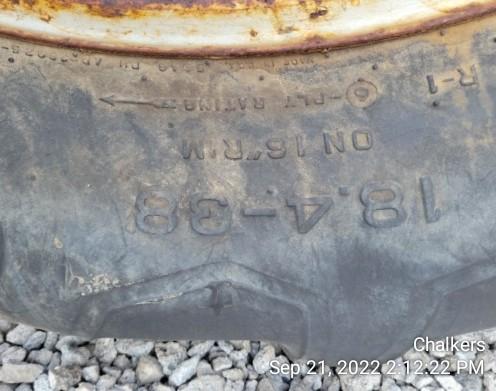 R-1
6-PLY RATING
ON 16" RIM
18.4-38
Chalkers
Sep 21, 2022 2:12:22 PM